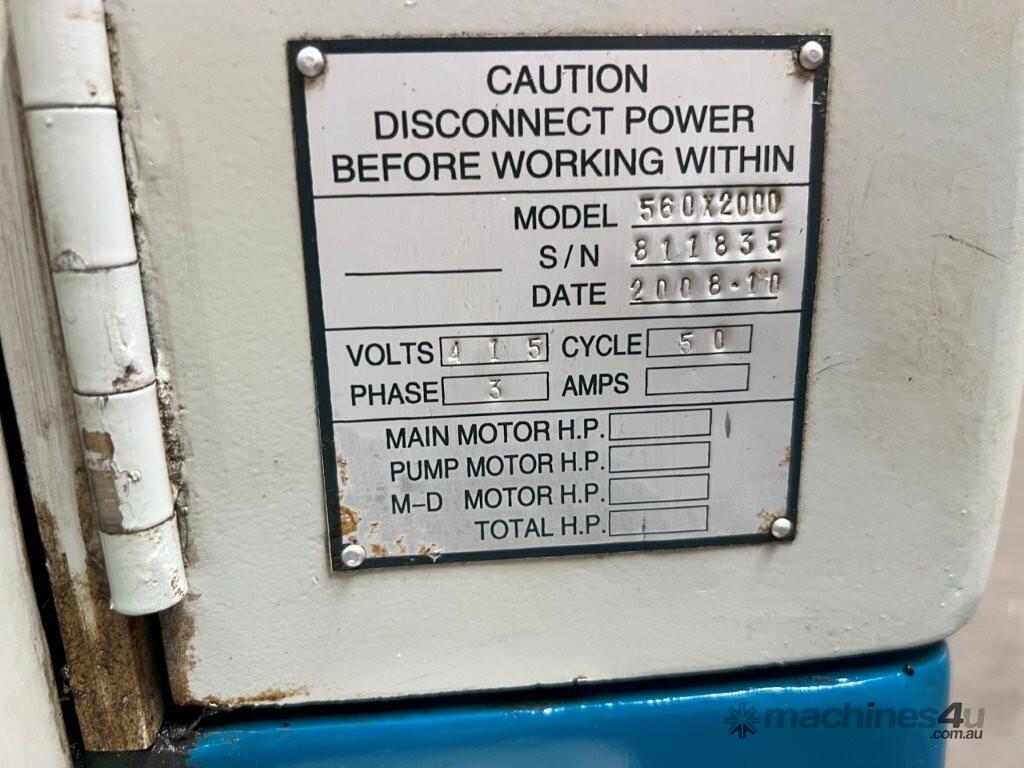 CAUTION
DISCONNECT POWER
BEFORE WORKING WITHIN
MODEL 560X2000
S/N 811835
DATE 2008-10
VOLTS 415 CYCLE 50
PHASE 3 AMPS
MAIN MOTOR H.P.
PUMP MOTOR H.P.
M-D MOTOR H.P.
TOTAL H.P.
machines4u
.com.au